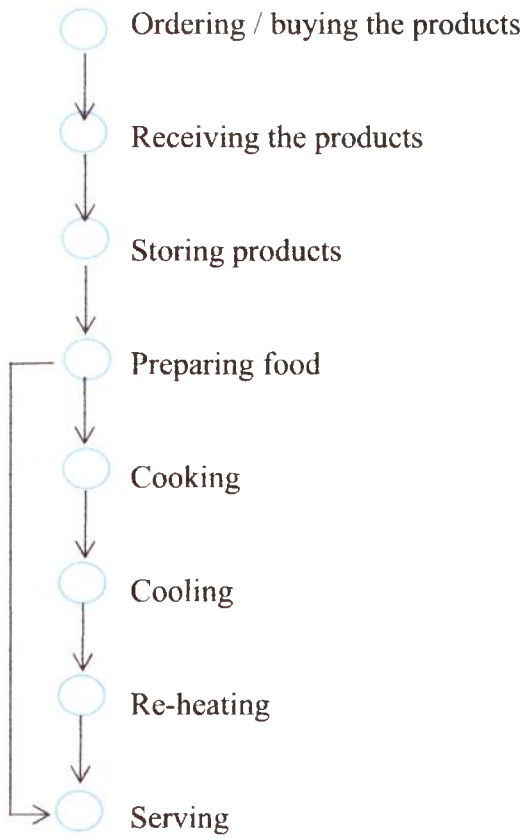 Ordering / buying the products
Receiving the products
Storing products
Preparing food
Cooking
Cooling
Re-heating
Serving